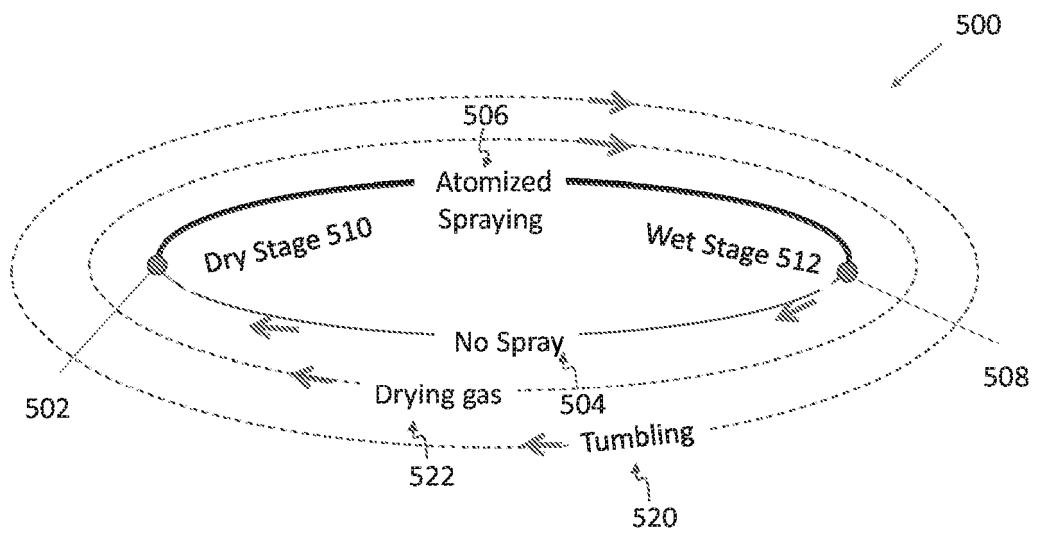 500
506
Atomized
Spraying
Dry Stage 510
Wet Stage 512
No Spray
504
508
502
Drying gas
522
Tumbling
520